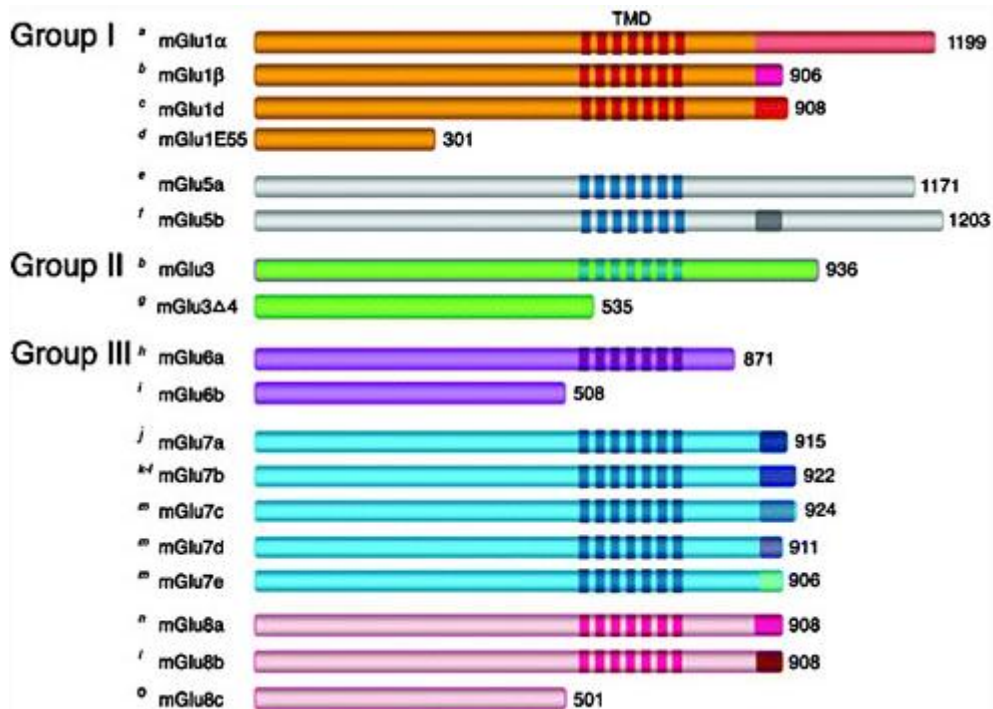 TMD
Group I a mGlu1α 1199
b mGlu1β 906
c mGlu1d 908
d mGlu1E55 301
e mGlu5a 1171
f mGlu5b 1203
Group II b mGlu3 936
g mGlu3Δ4 535
Group III h mGlu6a 871
i mGlu6b 508
j mGlu7a 915
k-l mGlu7b 922
m mGlu7c 924
m mGlu7d 911
m mGlu7e 906
n mGlu8a 908
l mGlu8b 908
o mGlu8c 501